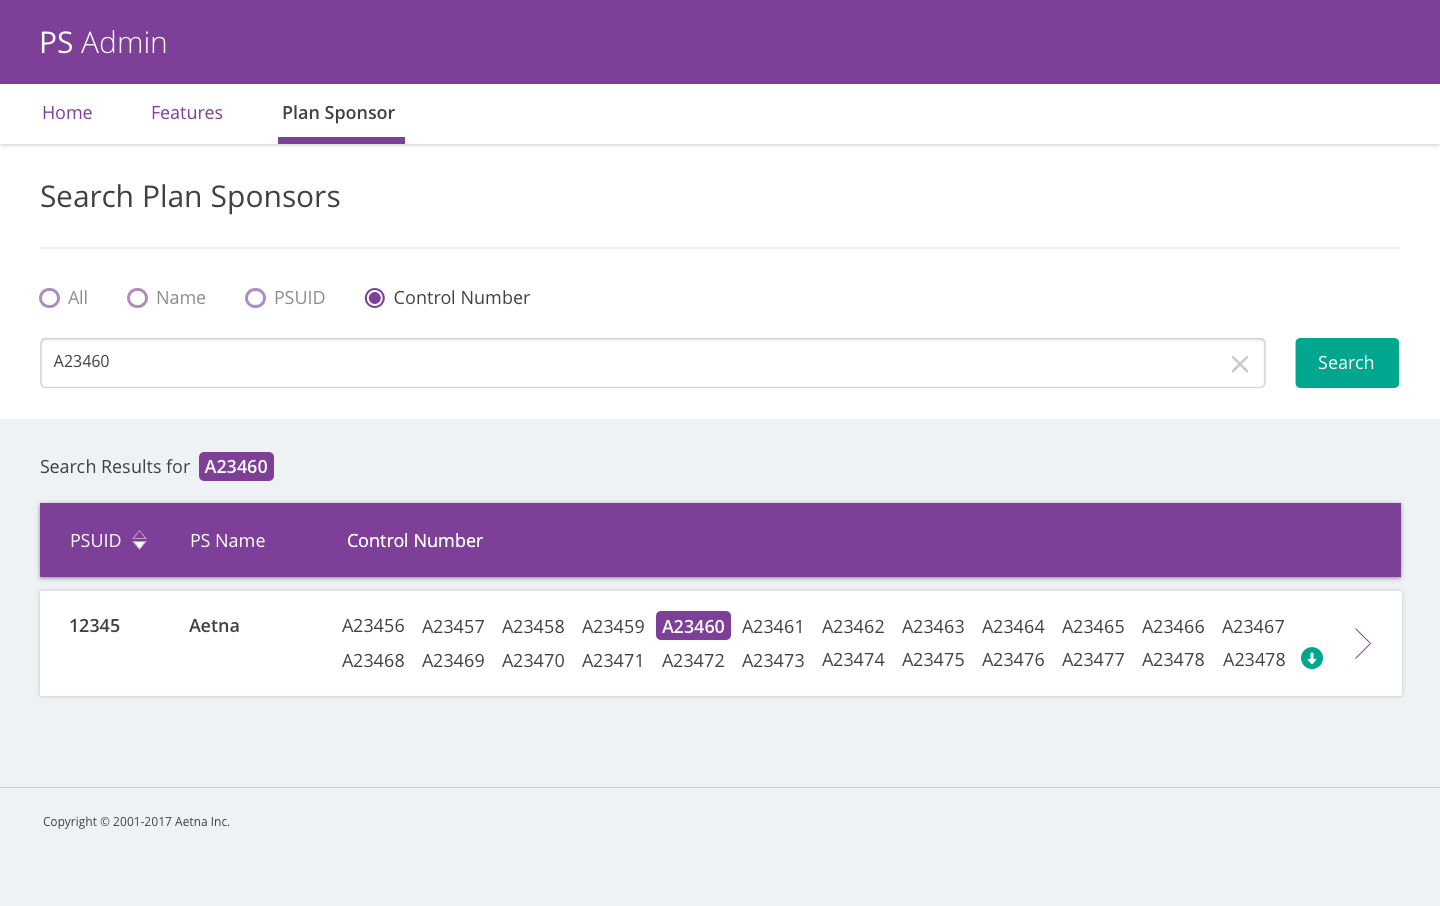 PS Admin
Home Features Plan Sponsor
Search Plan Sponsors
All Name PSUID Control Number
A23460
Search
Search Results for A23460
PSUID PS Name Control Number
12345 Aetna A23456 A23457 A23458 A23459 A23460 A23461 A23462 A23463 A23464 A23465 A23466 A23467
A23468 A23469 A23470 A23471 A23472 A23473 A23474 A23475 A23476 A23477 A23478 A23478
Copyright © 2001-2017 Aetna Inc.